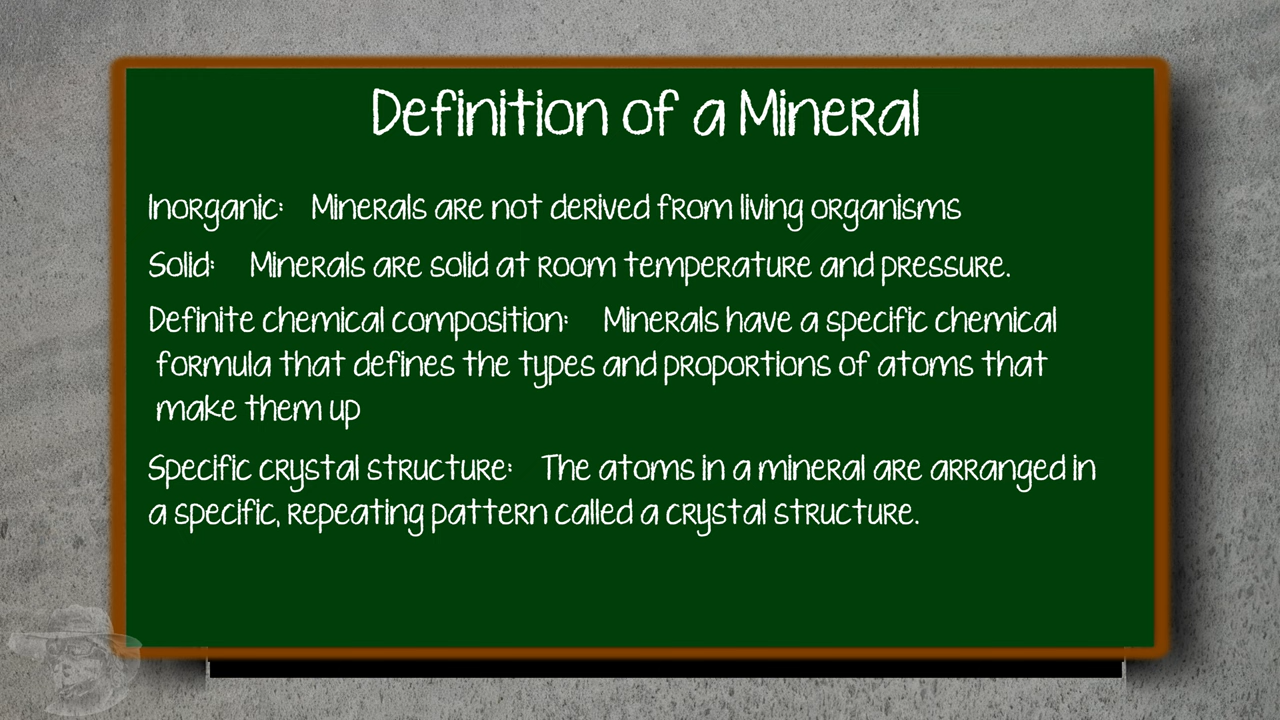 Definition of a Mineral
Inorganic: Minerals are not derived from living organisms
Solid: Minerals are solid at room temperature and pressure.
Definite chemical composition: Minerals have a specific chemical
formula that defines the types and proportions of atoms that
make them up
Specific crystal structure: The atoms in a mineral are arranged in
a specific, repeating pattern called a crystal structure.